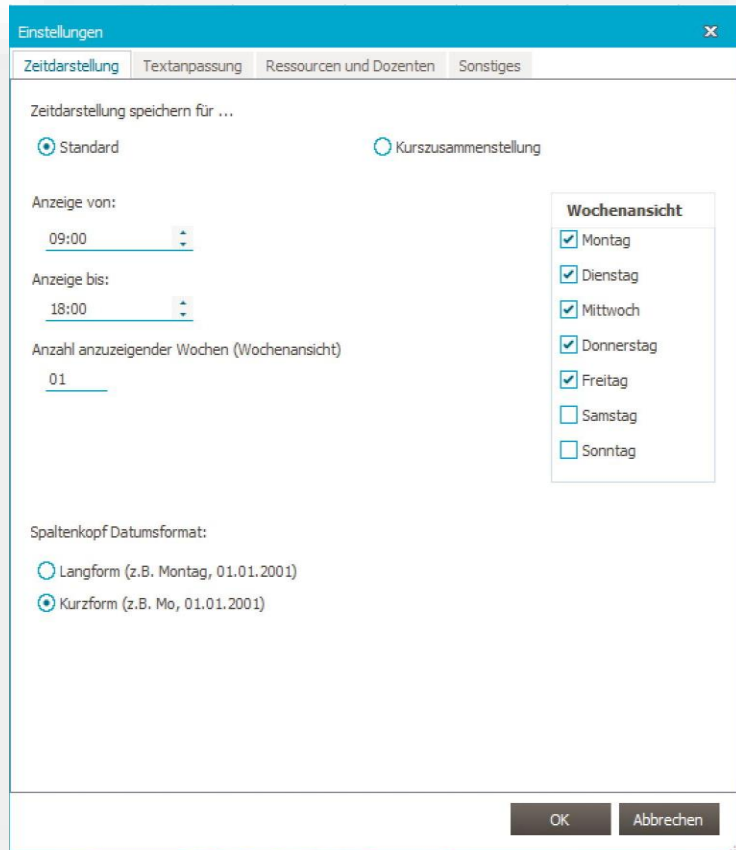 Einstellungen
Zeitdarstellung Textanpassung Ressourcen und Dozenten Sonstiges
Zeitdarstellung speichern für ...
Standard Kurszusammenstellung
Anzeige von:
09:00
Anzeige bis:
18:00
Anzahl anzuzeigender Wochen (Wochenansicht)
01
Wochenansicht
Montag
Dienstag
Mittwoch
Donnerstag
Freitag
Samstag
Sonntag
Spaltenkopf Datumsformat:
Langform (z.B. Montag, 01.01.2001)
Kurzform (z.B. Mo, 01.01.2001)
OK Abbrechen